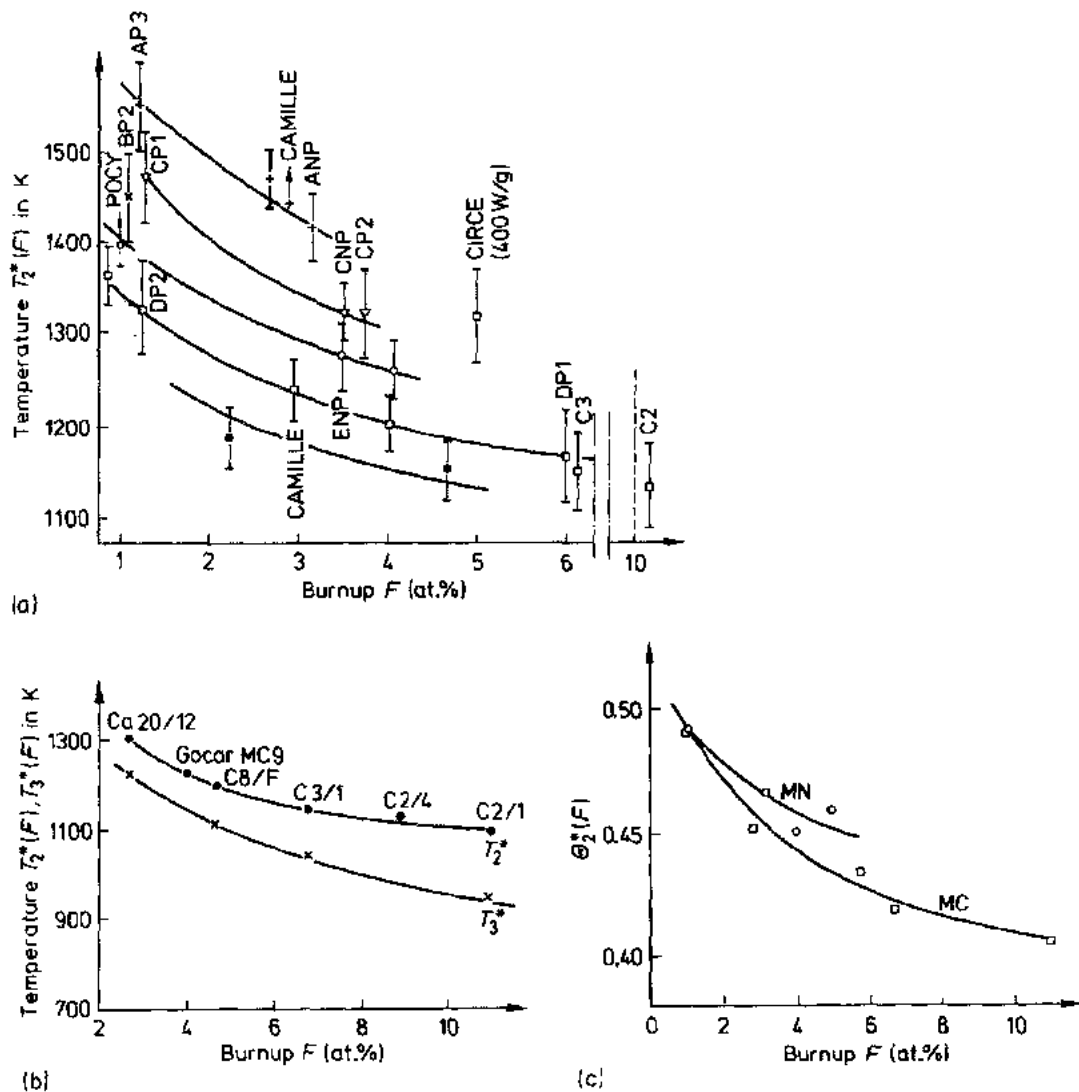 AP3
BP2
POCY
CP1
CAMILLE
ANP
CNP
CP2
CIRCE
(400 W/g)
DP2
CAMILLE
ENP
DP1
C3
C2
Temperature T₂*(F) in K
1500
1400
1300
1200
1100
1 2 3 4 5 6 10
Burnup F (at.%)
(a)
Temperature T₂*(F), T₃*(F) in K
1300
1100
900
700
Ca 20/12
Gocar MC9
C8/F
C3/1
C2/4
C2/1
T₂*
T₃*
2 4 6 8 10
Burnup F (at.%)
(b)
Θ₂*(F)
0.50
0.45
0.40
MN
MC
0 2 4 6 8 10
Burnup F (at.%)
(c)